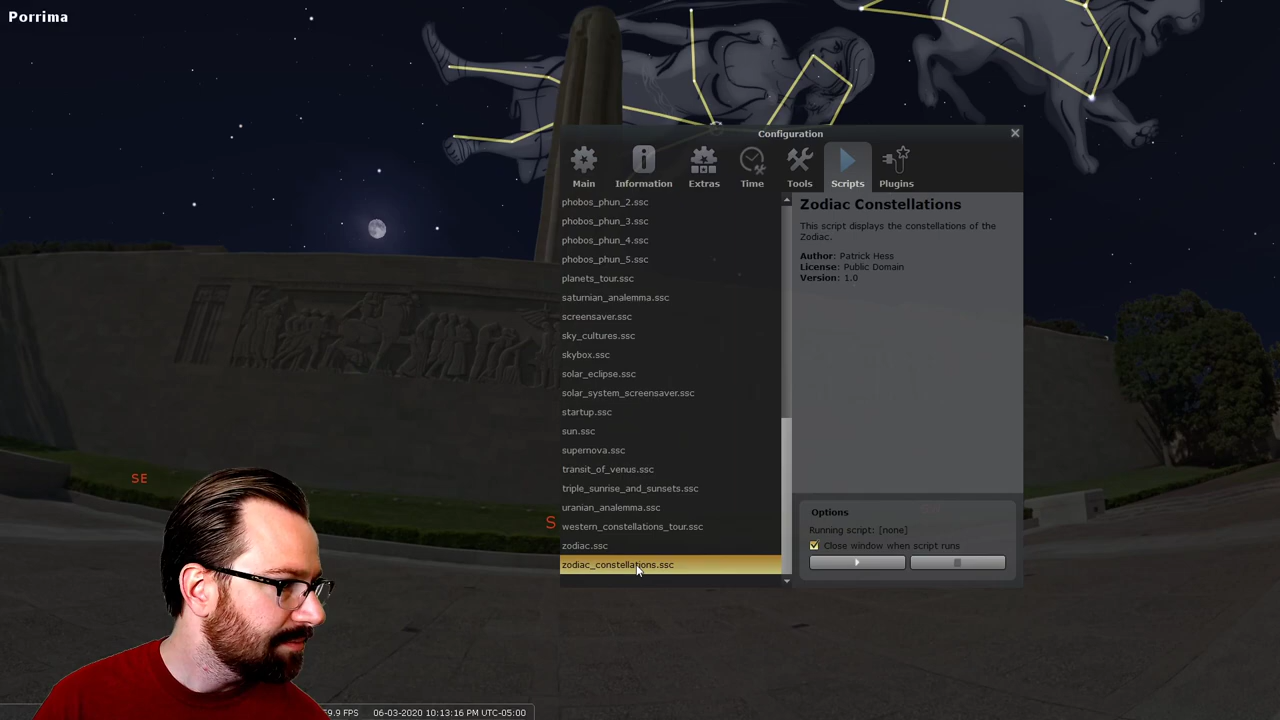 Porrima
Configuration
Main
Information
Extras
Time
Tools
Scripts
Plugins
phobos_phun_2.ssc
phobos_phun_3.ssc
phobos_phun_4.ssc
phobos_phun_5.ssc
planets_tour.ssc
saturnian_analemma.ssc
screensaver.ssc
sky_cultures.ssc
skybox.ssc
solar_eclipse.ssc
solar_system_screensaver.ssc
startup.ssc
sun.ssc
supernova.ssc
transit_of_venus.ssc
triple_sunrise_and_sunsets.ssc
uranian_analemma.ssc
western_constellations_tour.ssc
zodiac.ssc
zodiac_constellations.ssc
Zodiac Constellations
This script displays the constellations of the
Zodiac.
Author: Patrick Hess
License: Public Domain
Version: 1.0
Options
Running script: [none]
Close window when script runs
SE
S
9.9 FPS 06-03-2020 10:13:16 PM UTC-05:00